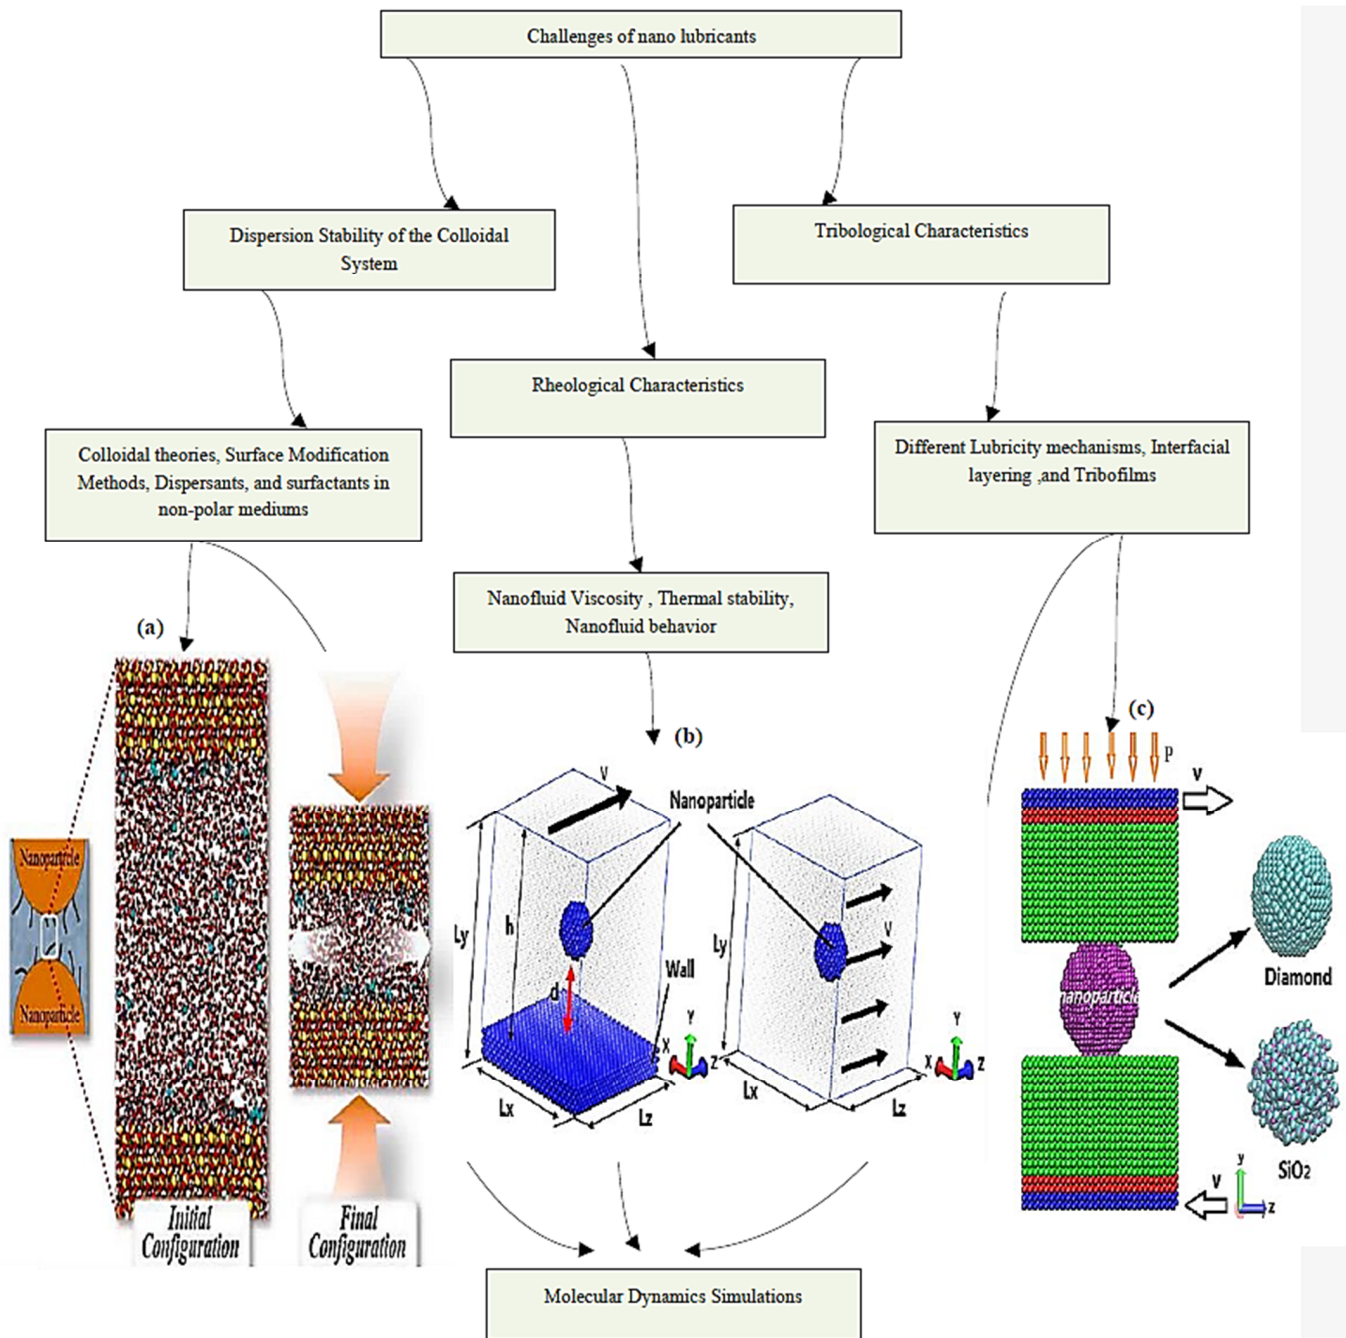 Challenges of nano lubricants
Dispersion Stability of the Colloidal
System
Tribological Characteristics
Rheological Characteristics
Colloidal theories, Surface Modification
Methods, Dispersants, and surfactants in
non-polar mediums
Different Lubricity mechanisms, Interfacial
layering ,and Tribofilms
Nanofluid Viscosity , Thermal stability,
Nanofluid behavior
(a)
Nanoparticle
Nanoparticle
Initial
Configuration
Final
Configuration
(b)
V
Nanoparticle
Ly
h
d
Wall
Y
X
Z
Lx
Lz
Ly
V
Y
X
Z
Lx
Lz
(c)
P
V
nanoparticle
Diamond
SiO2
V
y
z
Molecular Dynamics Simulations